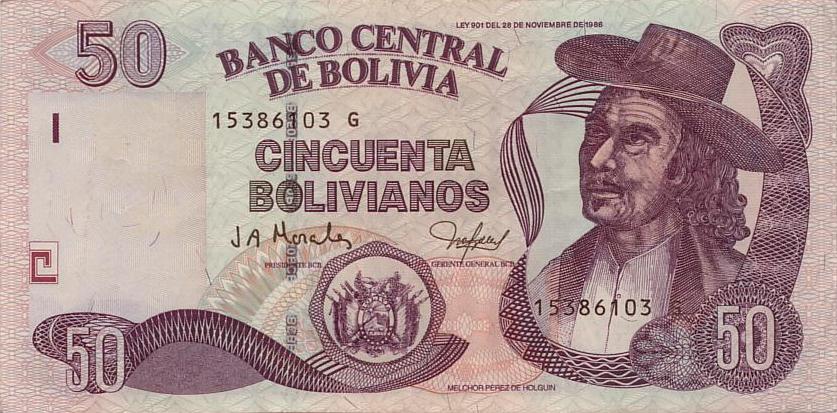 LEY 901 DEL 28 DE NOVIEMBRE DE 1986
50
BANCO CENTRAL
DE BOLIVIA
15386103 G
CINCUENTA
BOLIVIANOS
J A Morales
PRESIDENTE BCB
GERENTE GENERAL BCB
15386103 G
50
50
MELCHOR PEREZ DE HOLGUIN